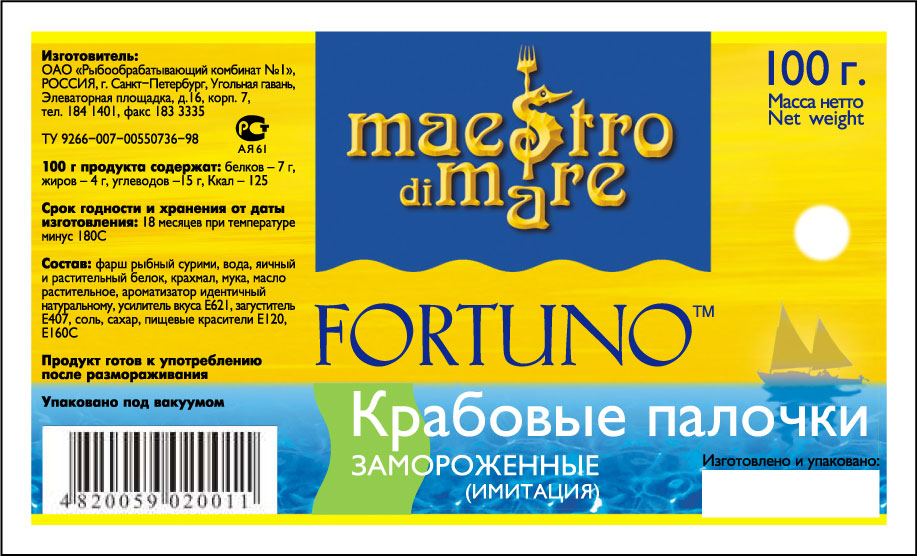 Изготовитель:
ОАО «Рыбообрабатывающий комбинат №1»,
РОССИЯ, г. Санкт-Петербург, Угольная гавань,
Элеваторная площадка, д.16, корп. 7,
тел. 184 1401, факс 183 3335
ТУ 9266-007-00550736-98
РСТ
АЯ61
100 г продукта содержат: белков – 7 г,
жиров – 4 г, углеводов –15 г, Ккал – 125
Срок годности и хранения от даты
изготовления: 18 месяцев при температуре
минус 180С
Состав: фарш рыбный сурими, вода, яичный
и растительный белок, крахмал, мука, масло
растительное, ароматизатор идентичный
натуральному, усилитель вкуса Е621, загуститель
Е407, соль, сахар, пищевые красители Е120,
Е160С
Продукт готов к употреблению
после размораживания
Упаковано под вакуумом
4 820059 020011
maestro
di mare
FORTUNO™
100 г.
Масса нетто
Net weight
Крабовые палочки
ЗАМОРОЖЕННЫЕ
(ИМИТАЦИЯ)
Изготовлено и упаковано: